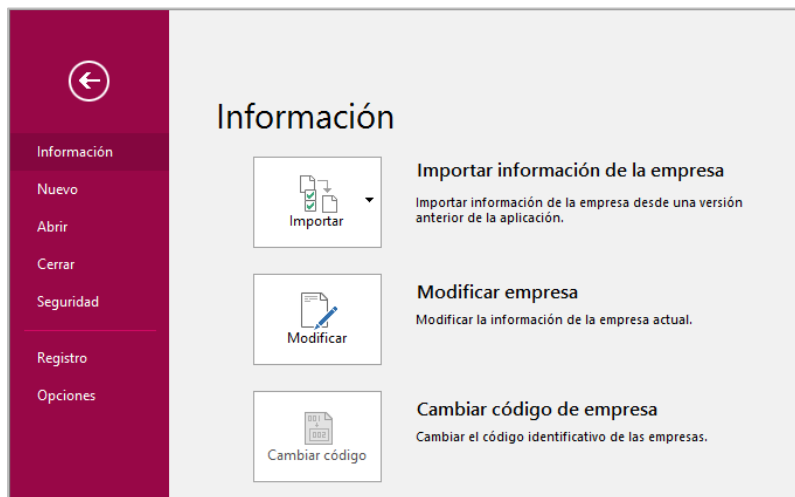 Información
Información
Nuevo
Abrir
Cerrar
Seguridad
Registro
Opciones
Importar
Importar información de la empresa
Importar información de la empresa desde una versión
anterior de la aplicación.
Modificar
Modificar empresa
Modificar la información de la empresa actual.
001
002
Cambiar código
Cambiar código de empresa
Cambiar el código identificativo de las empresas.